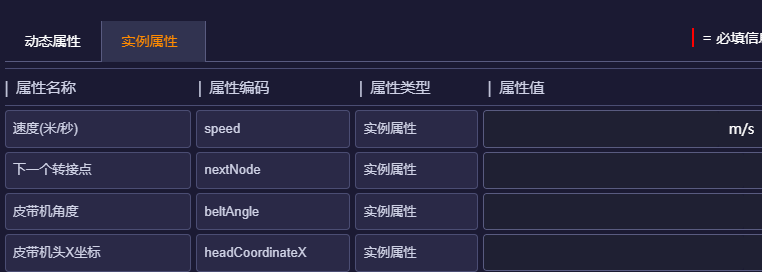 动态属性 实例属性 = 必填信息
属性名称 属性编码 属性类型 属性值
速度(米/秒) speed 实例属性 m/s
下一个转接点 nextNode 实例属性
皮带机角度 beltAngle 实例属性
皮带机头X坐标 headCoordinateX 实例属性